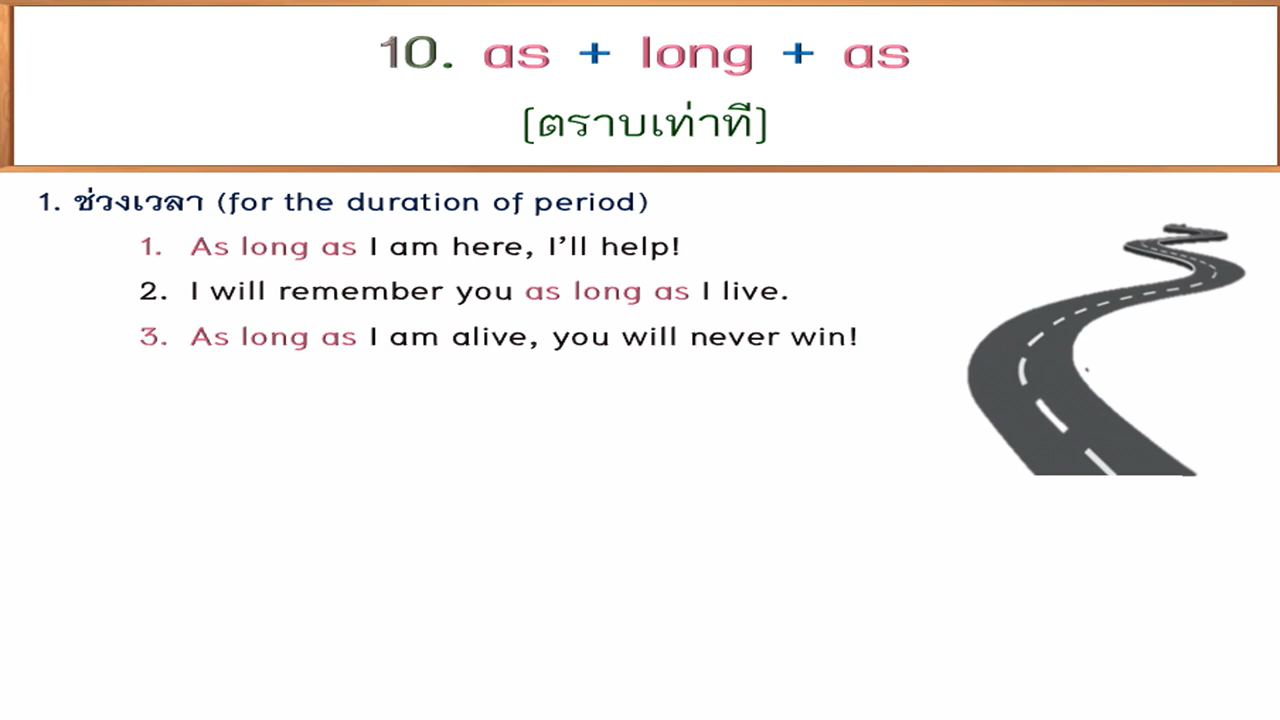 10. as + long + as
[ตราบเท่าที่]
1. ช่วงเวลา (for the duration of period)
1. As long as I am here, I’ll help!
2. I will remember you as long as I live.
3. As long as I am alive, you will never win!